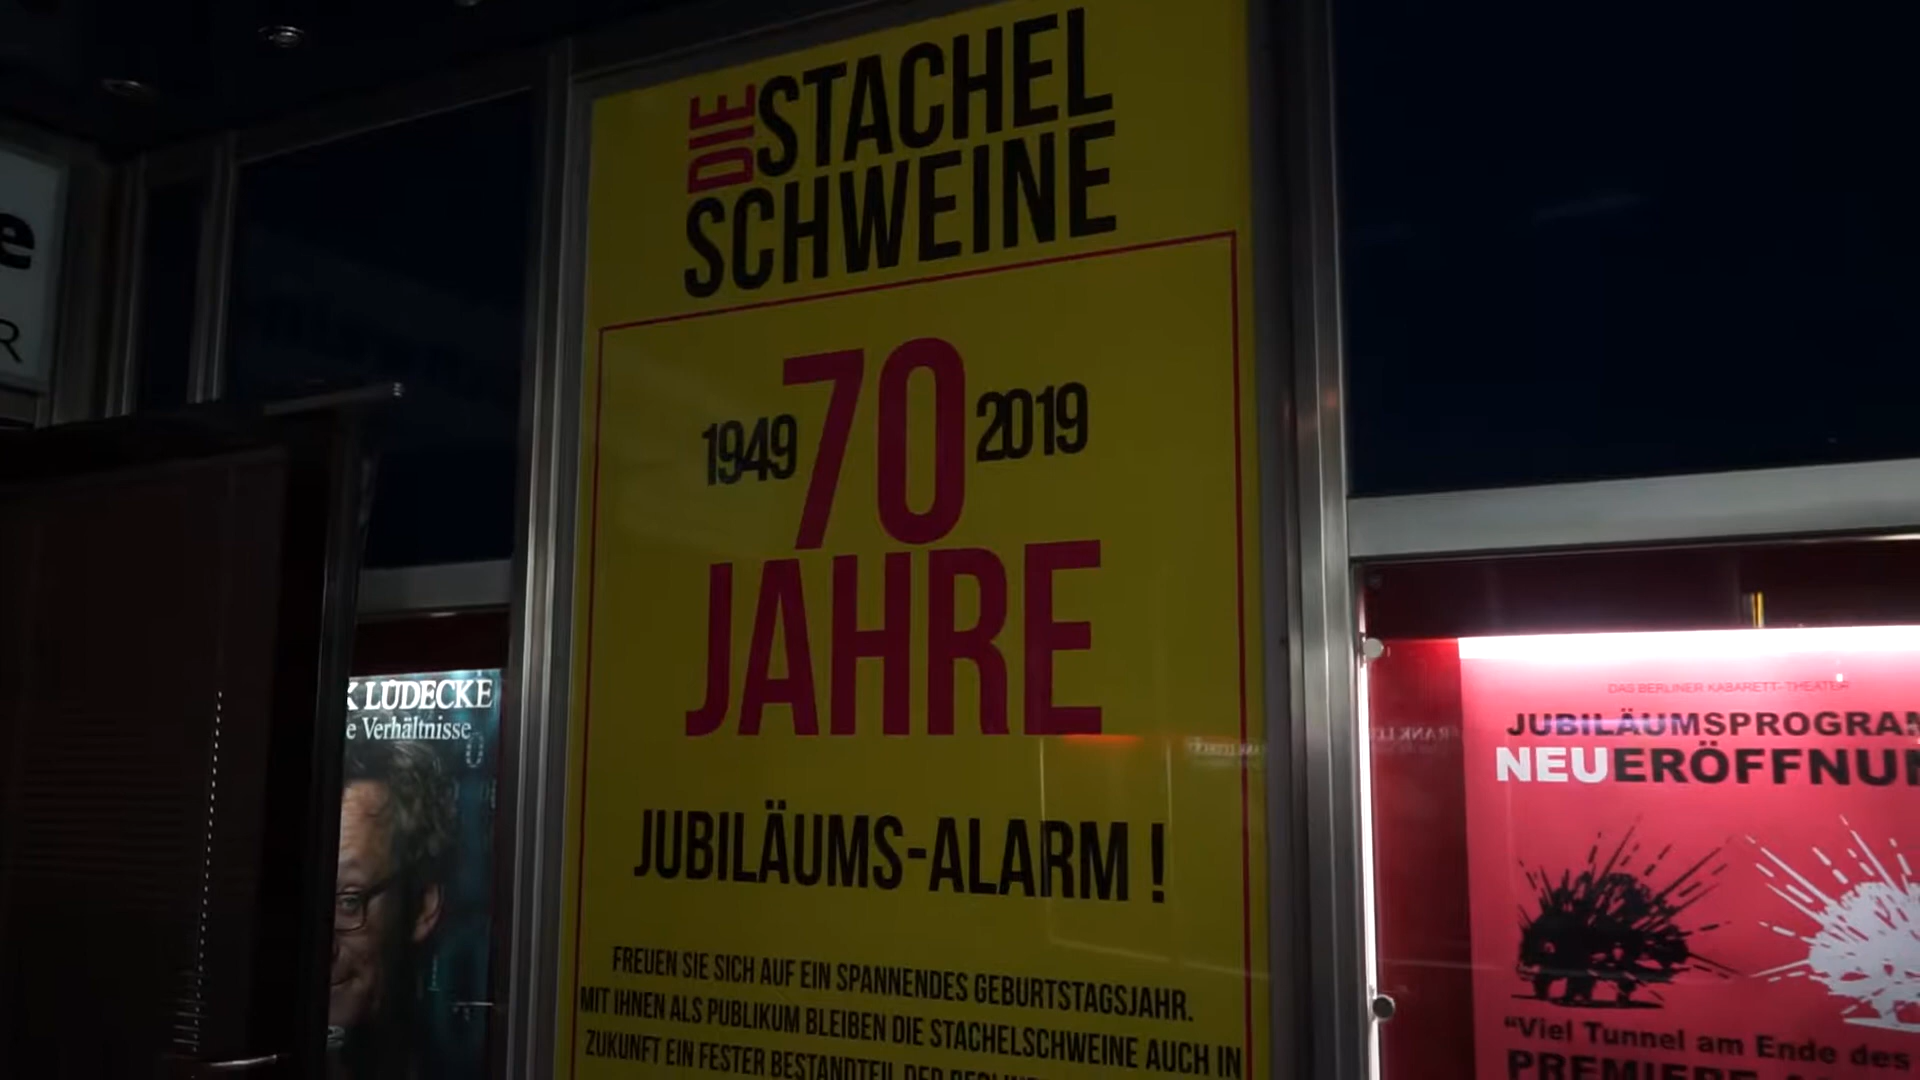 DIE STACHEL
SCHWEINE
1949 70 2019
JAHRE
JUBILÄUMS-ALARM !
FREUEN SIE SICH AUF EIN SPANNENDES GEBURTSTAGSJAHR.
MIT IHNEN ALS PUBLIKUM BLEIBEN DIE STACHELSCHWEINE AUCH IN
ZUKUNFT EIN FESTER BESTANDTEIL DER
e
R
K LÜDECKE
e Verhältnisse
DAS BERLINER KABARETT-THEATER
JUBILÄUMSPROGRAM
NEUERÖFFNUN
“Viel Tunnel am Ende des
PREMIERE